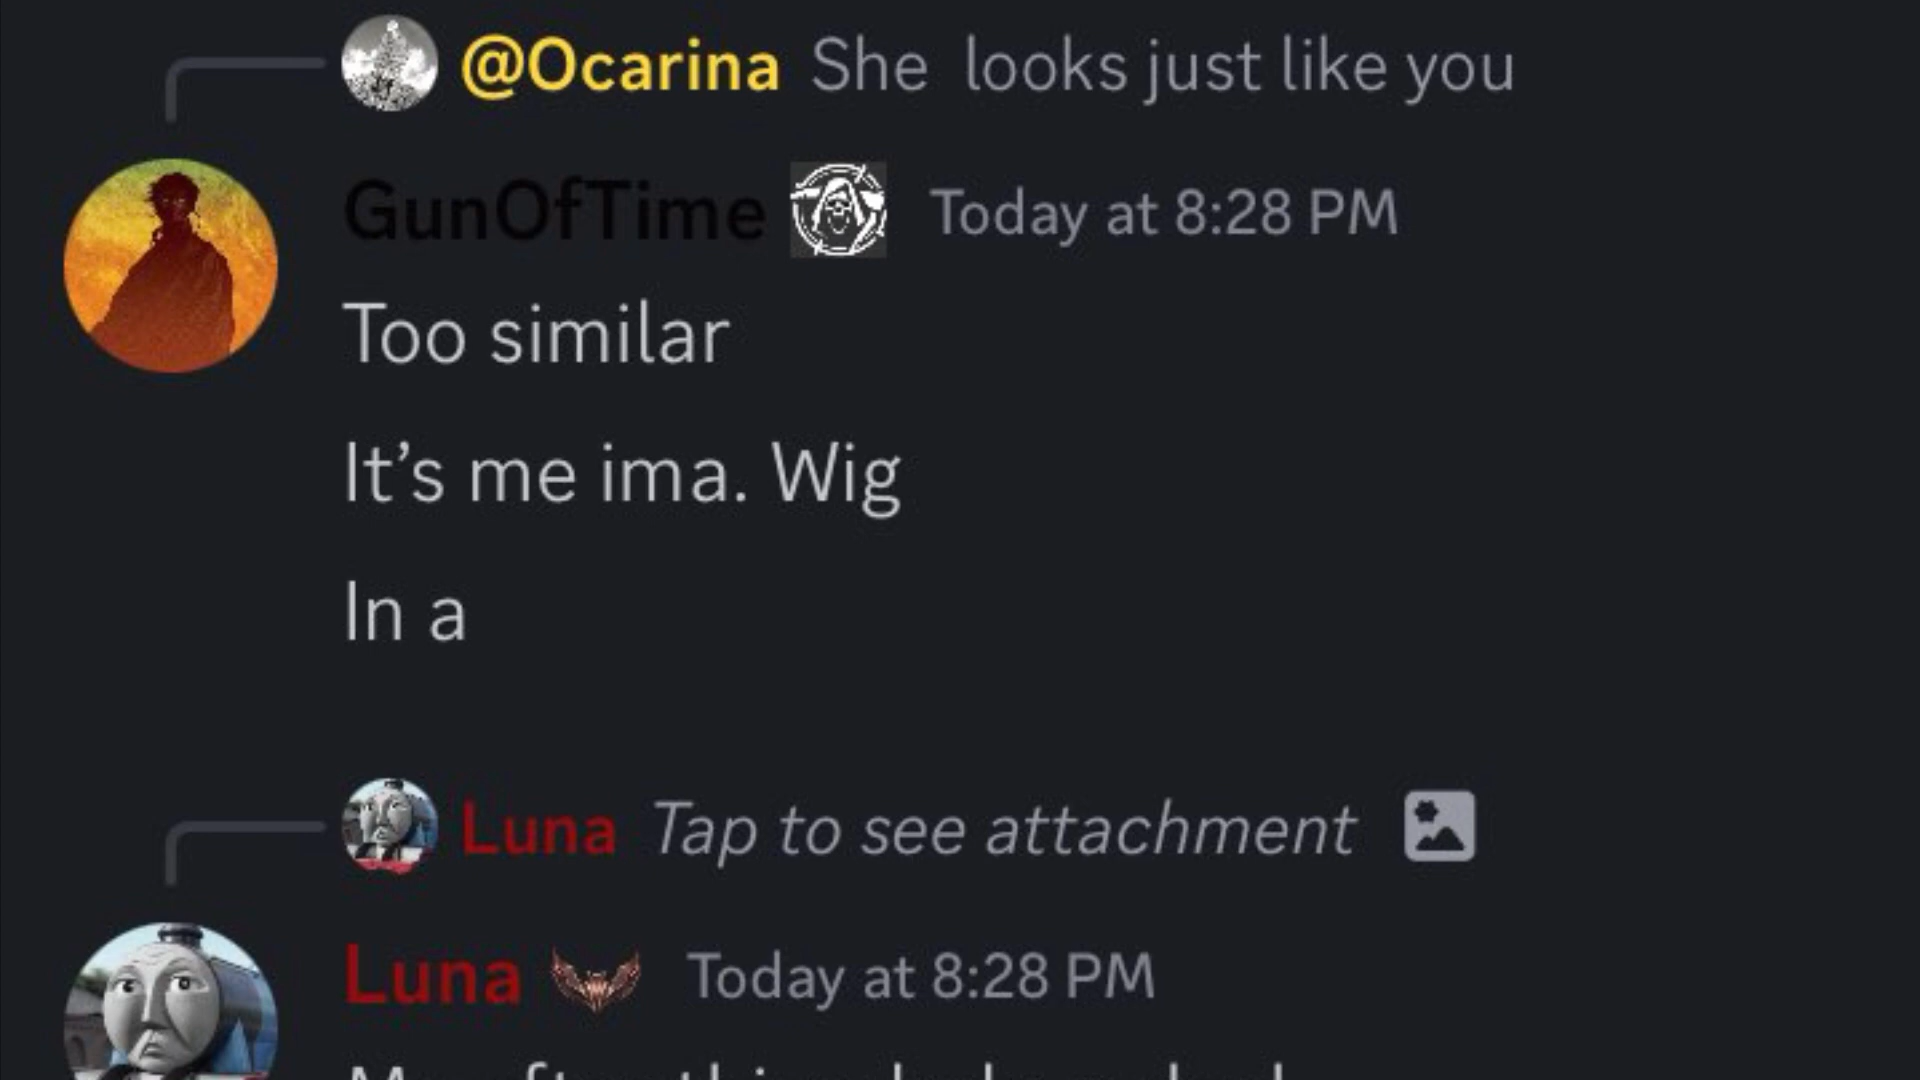 @Ocarina She looks just like you
GunOfTime Today at 8:28 PM
Too similar
It’s me ima. Wig
In a
Luna Tap to see attachment
Luna Today at 8:28 PM